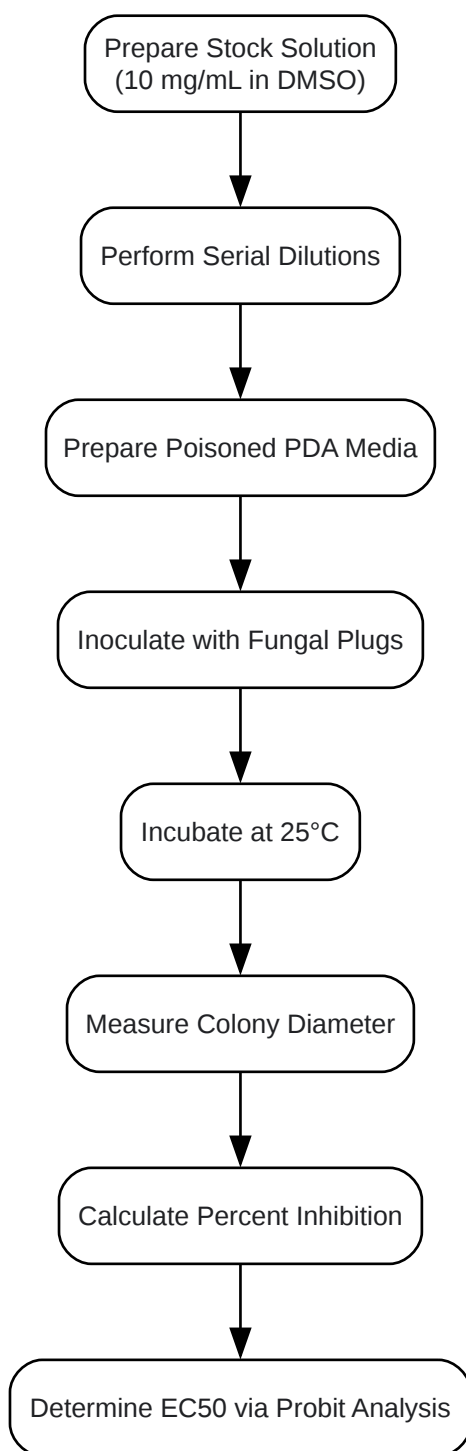 Prepare Stock Solution
(10 mg/mL in DMSO)
Perform Serial Dilutions
Prepare Poisoned PDA Media
Inoculate with Fungal Plugs
Incubate at 25°C
Measure Colony Diameter
Calculate Percent Inhibition
Determine EC50 via Probit Analysis